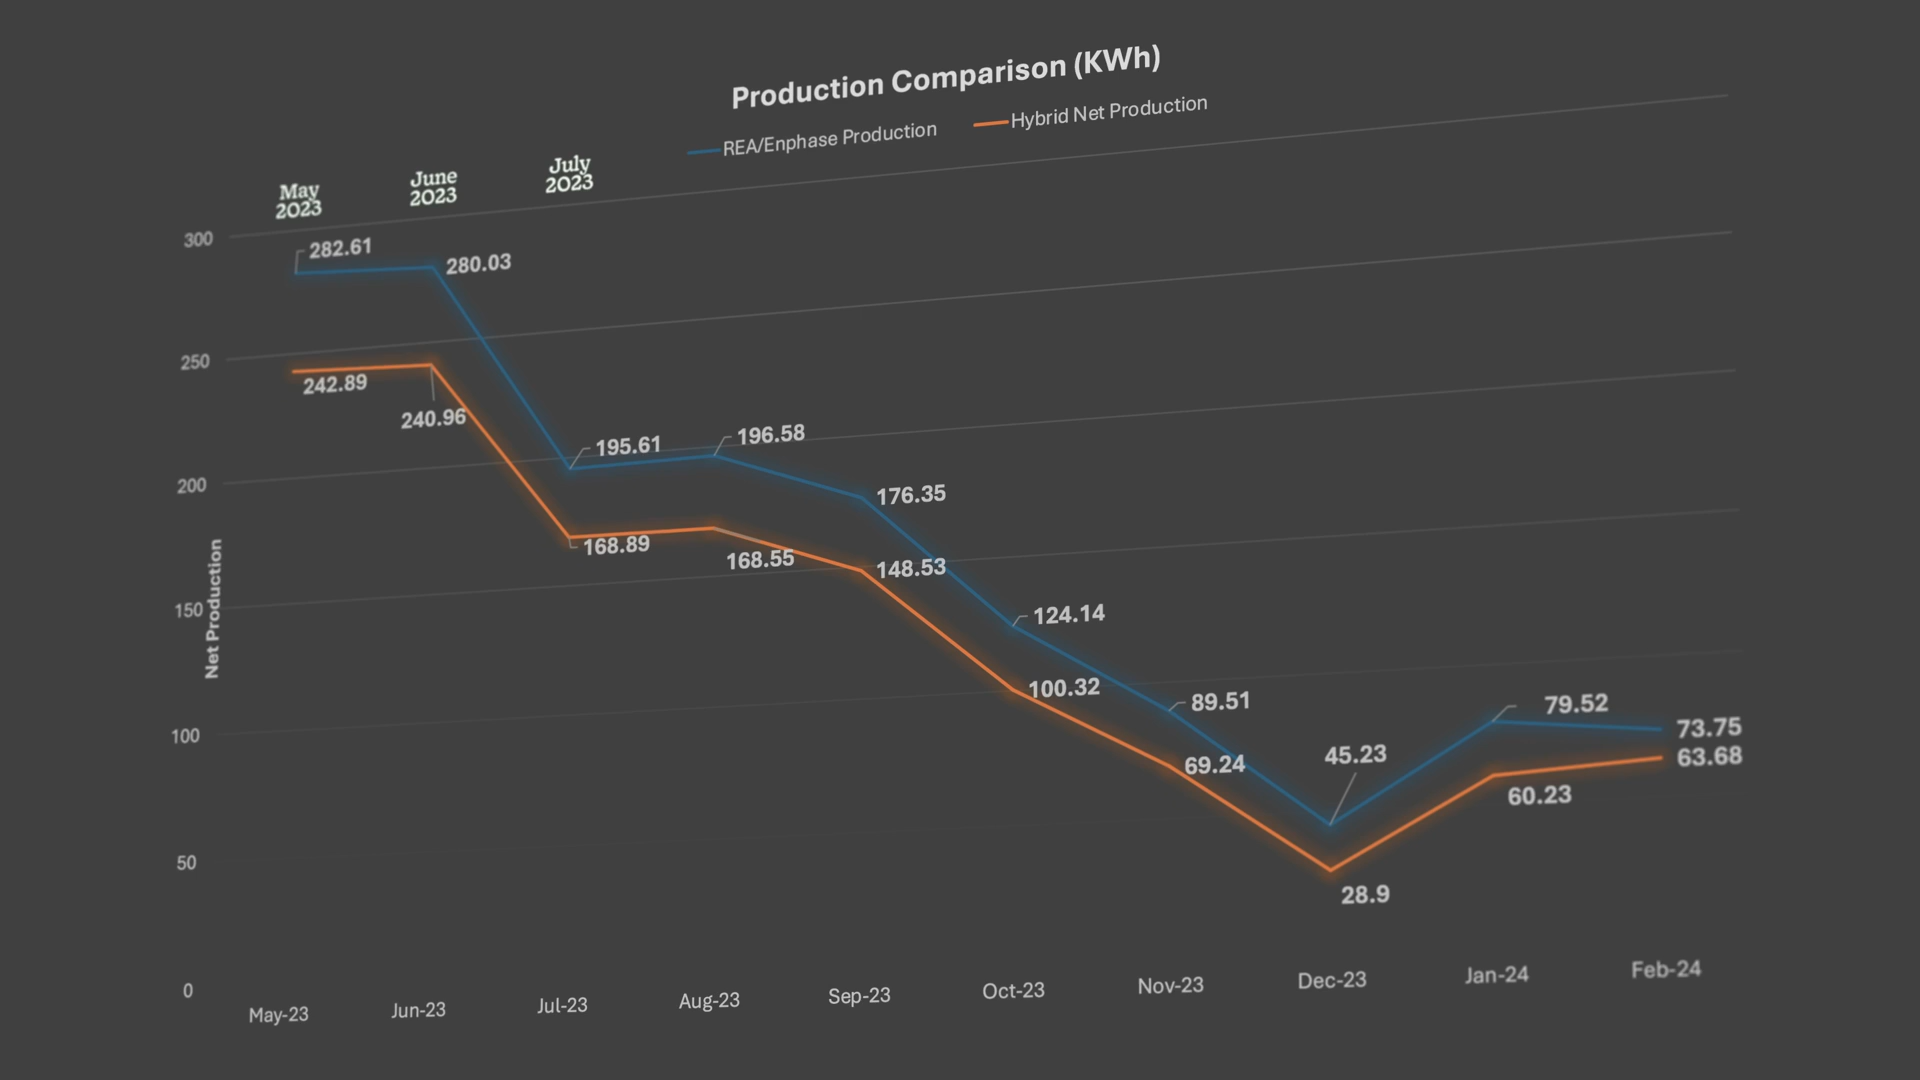 Production Comparison (KWh)
REA/Enphase Production
Hybrid Net Production
May
2023
June
2023
July
2023
300
250
200
150
100
50
0
Net Production
282.61
280.03
195.61
196.58
176.35
124.14
89.51
45.23
79.52
73.75
242.89
240.96
168.89
168.55
148.53
100.32
69.24
28.9
60.23
63.68
May-23
Jun-23
Jul-23
Aug-23
Sep-23
Oct-23
Nov-23
Dec-23
Jan-24
Feb-24